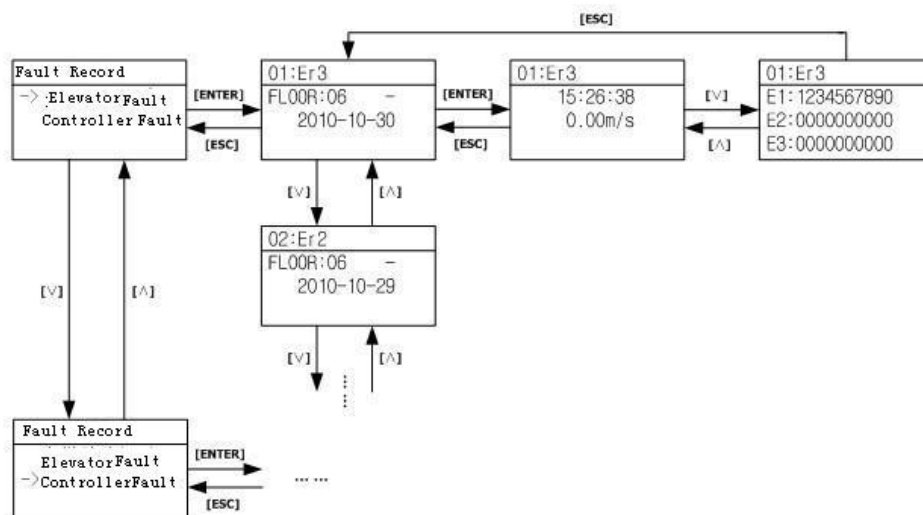 [ESC]
Fault Record
-> :ElevatorFault
Controller Fault
[ENTER]
[ESC]
01:Er3
FLOOR:06 -
2010-10-30
[ENTER]
[ESC]
01:Er3
15:26:38
0.00m/s
[∨]
[∧]
01:Er3
E1:1234567890
E2:0000000000
E3:0000000000
[∨]
[∧]
02:Er2
FLOOR:06 -
2010-10-29
[∨]
[∧]
[∨]
[∧]
......
Fault Record
ElevatorFault
->ControllerFault
[ENTER]
[ESC]
... ...